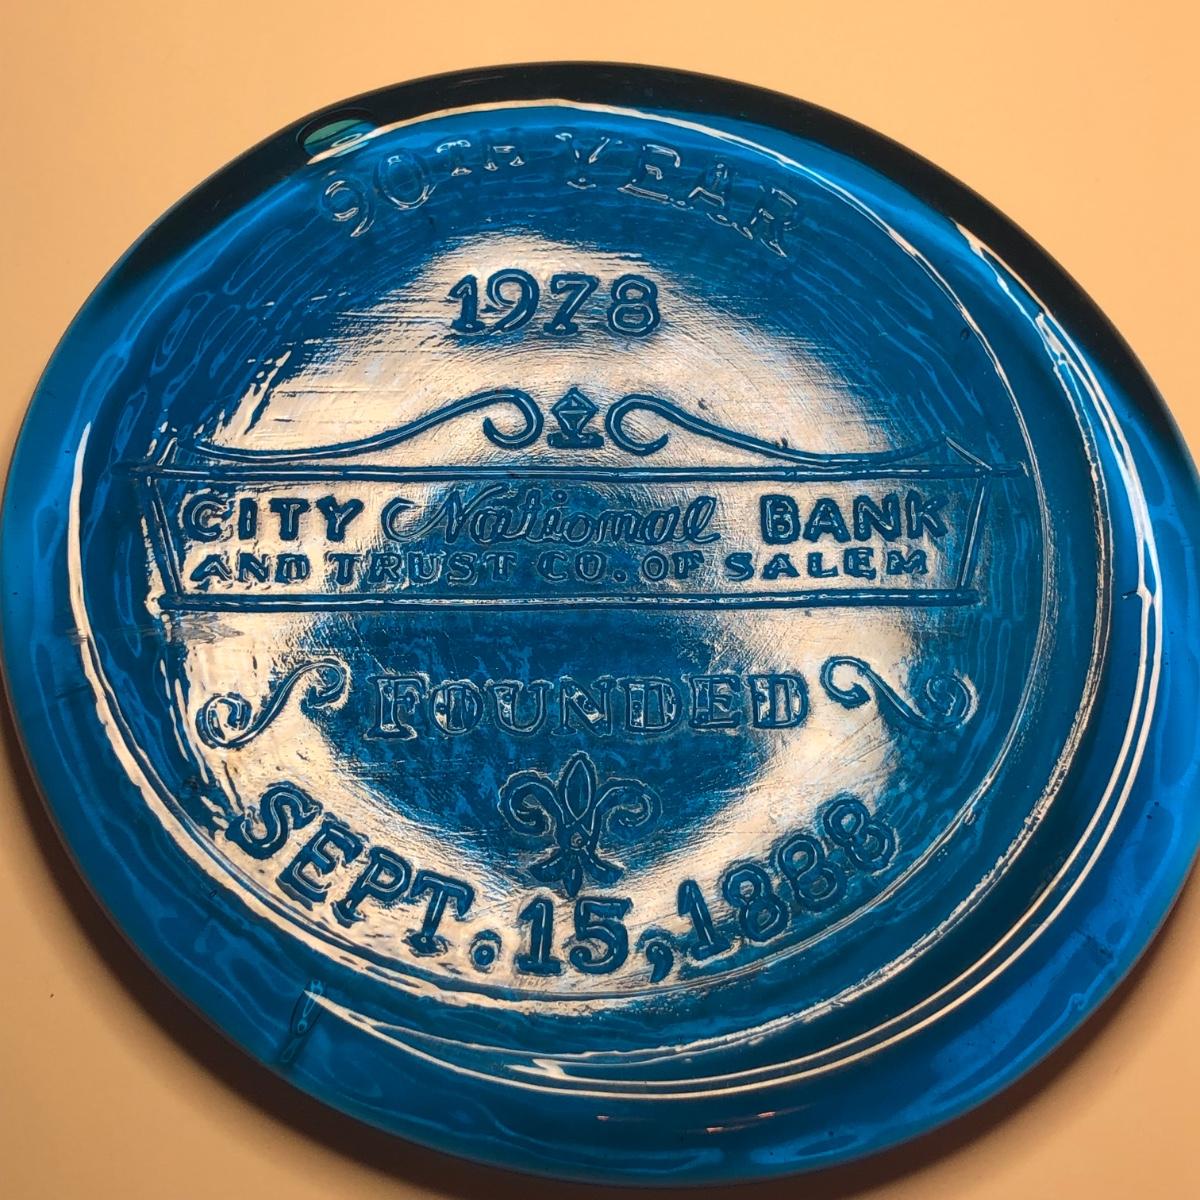 90TH YEAR
1978
CITY National BANK
AND TRUST CO. OF SALEM
FOUNDED
SEPT. 15, 1888